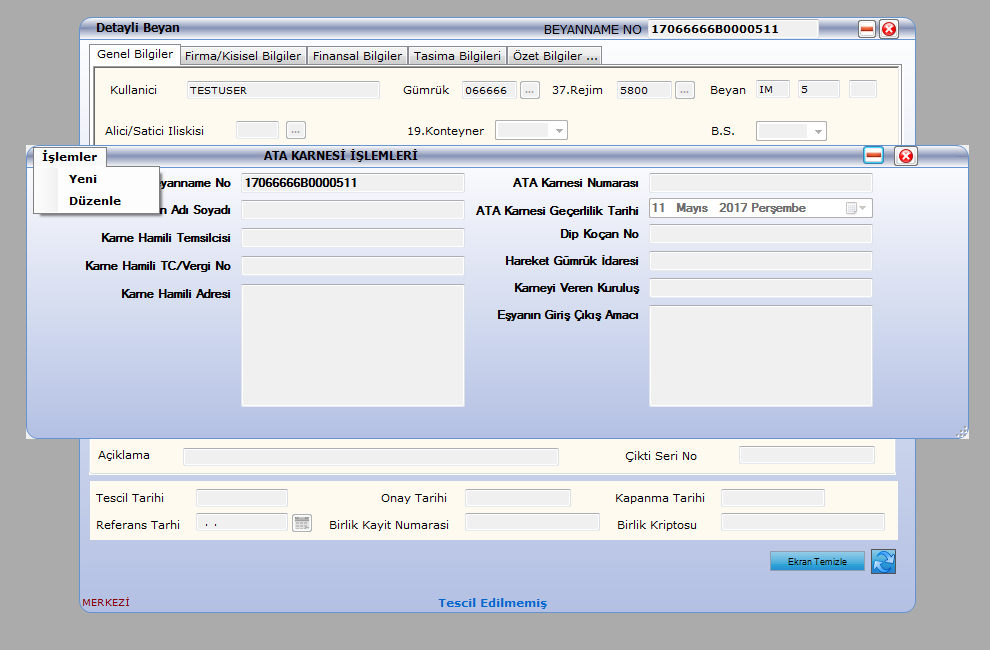 Detayli Beyan
BEYANNAME NO 17066666B0000511
Genel Bilgiler Firma/Kisisel Bilgiler Finansal Bilgiler Tasima Bilgileri Özet Bilgiler ...
Kullanici TESTUSER Gümrük 066666 ... 37.Rejim 5800 ... Beyan IM 5
Alici/Satici Iliskisi ... 19.Konteyner B.S.
İşlemler ATA KARNESİ İŞLEMLERİ
Yeni
Düzenle
eyanname No 17066666B0000511 ATA Karnesi Numarası
n Adı Soyadı ATA Karnesi Geçerlilik Tarihi 11 Mayıs 2017 Perşembe
Karne Hamili Temsilcisi Dip Koçan No
Karne Hamili TC/Vergi No Hareket Gümrük İdaresi
Karne Hamili Adresi Karneyi Veren Kuruluş
Eşyanın Giriş Çıkış Amacı
Açiklama Çikti Seri No
Tescil Tarihi Onay Tarihi Kapanma Tarihi
Referans Tarhi . . Birlik Kayit Numarasi Birlik Kriptosu
Ekran Temizle
MERKEZİ Tescil Edilmemiş